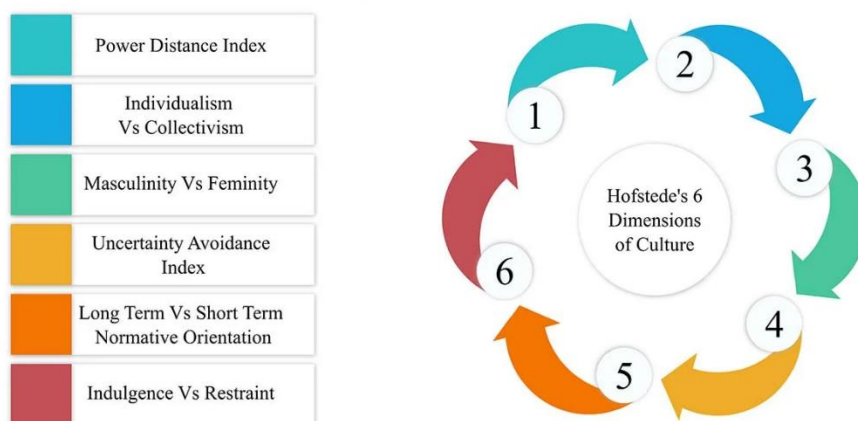 Power Distance Index
Individualism
Vs Collectivism
Masculinity Vs Feminity
Uncertainty Avoidance
Index
Long Term Vs Short Term
Normative Orientation
Indulgence Vs Restraint
1
2
3
4
5
6
Hofstede's 6
Dimensions
of Culture